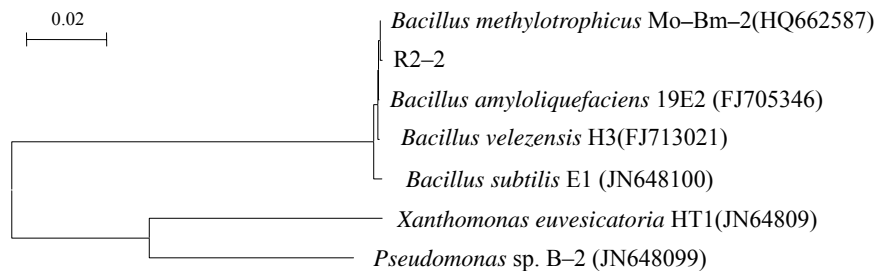 0.02
Bacillus methylotrophicus Mo–Bm–2(HQ662587)
R2–2
Bacillus amyloliquefaciens 19E2 (FJ705346)
Bacillus velezensis H3(FJ713021)
Bacillus subtilis E1 (JN648100)
Xanthomonas euvesicatoria HT1(JN64809)
Pseudomonas sp. B–2 (JN648099)